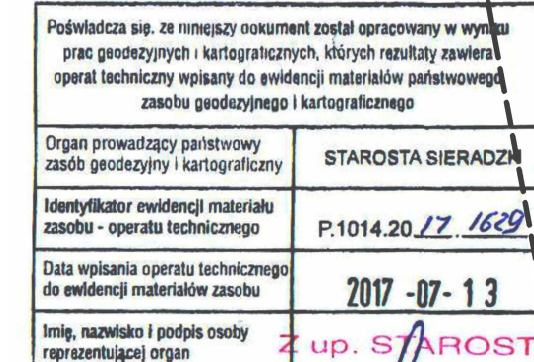 Poświadcza się, że niniejszy dokument został opracowany w wyniku
prac geodezyjnych i kartograficznych, których rezultaty zawiera
operat techniczny wpisany do ewidencji materiałów państwowego
zasobu geodezyjnego i kartograficznego
Organ prowadzący państwowy
zasób geodezyjny i kartograficzny
STAROSTA SIERADZKI
Identyfikator ewidencji materiału
zasobu - operatu technicznego
P.1014.2017.1629
Data wpisania operatu technicznego
do ewidencji materiałów zasobu
2017 -07- 13
Imię, nazwisko i podpis osoby
reprezentującej organ
Z up. STAROST